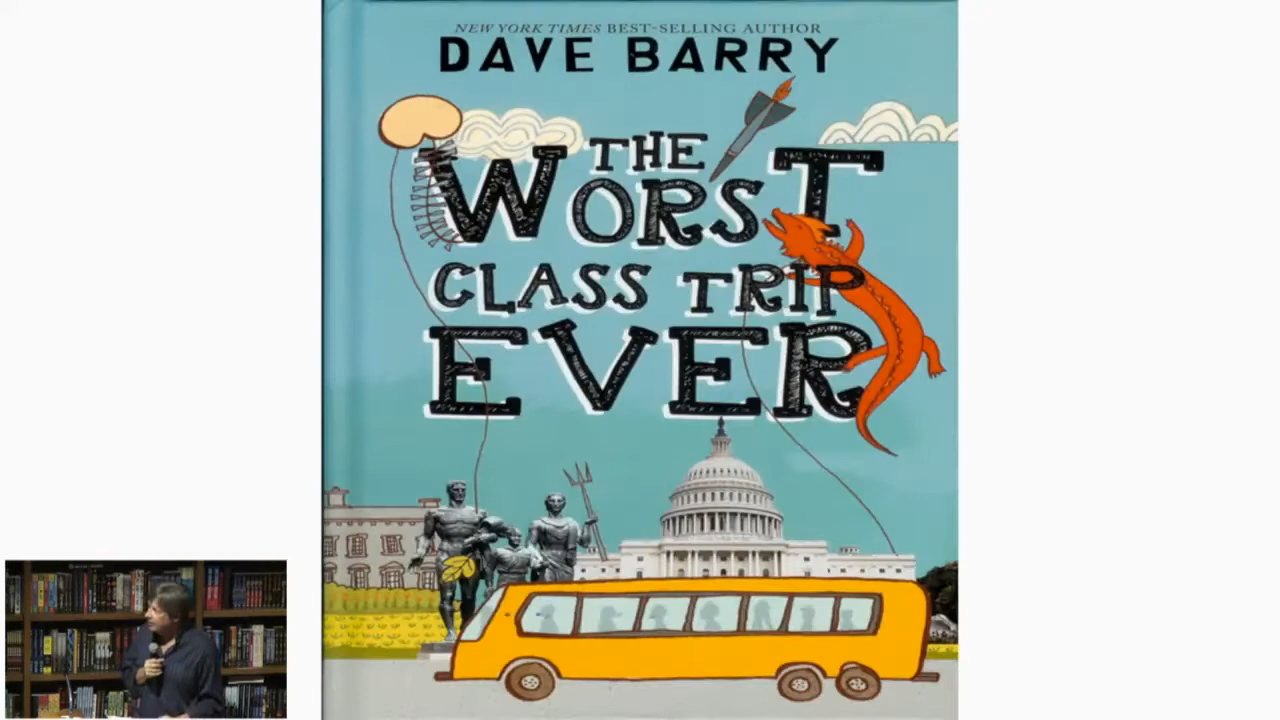 NEW YORK TIMES BEST-SELLING AUTHOR
DAVE BARRY
THE
WORST
CLASS TRIP
EVER